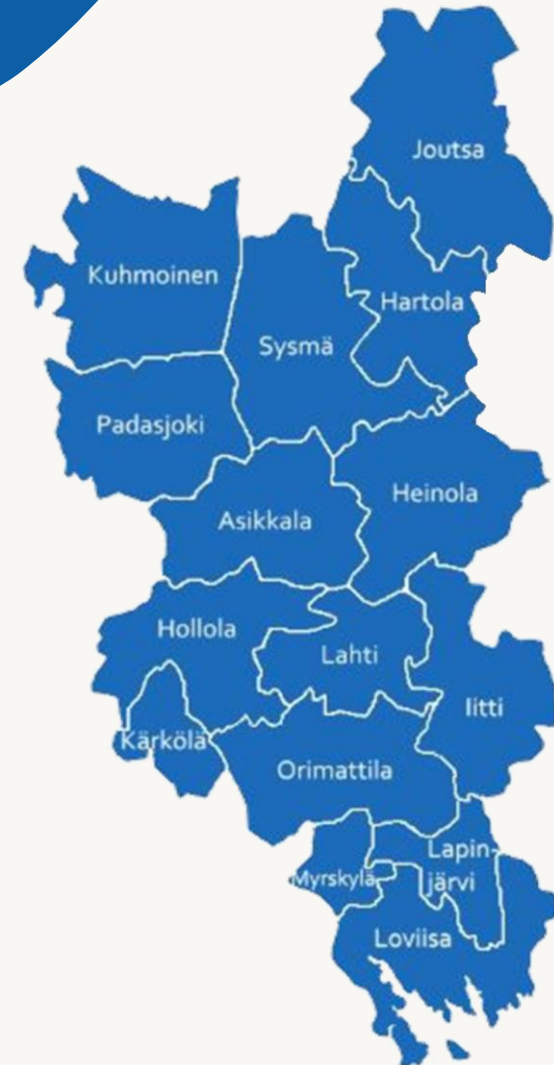 Joutsa
Kuhmoinen
Hartola
Sysmä
Padasjoki
Heinola
Asikkala
Hollola
Lahti
Iitti
Kärkölä
Orimattila
Lapin-
järvi
Myrskylä
Loviisa